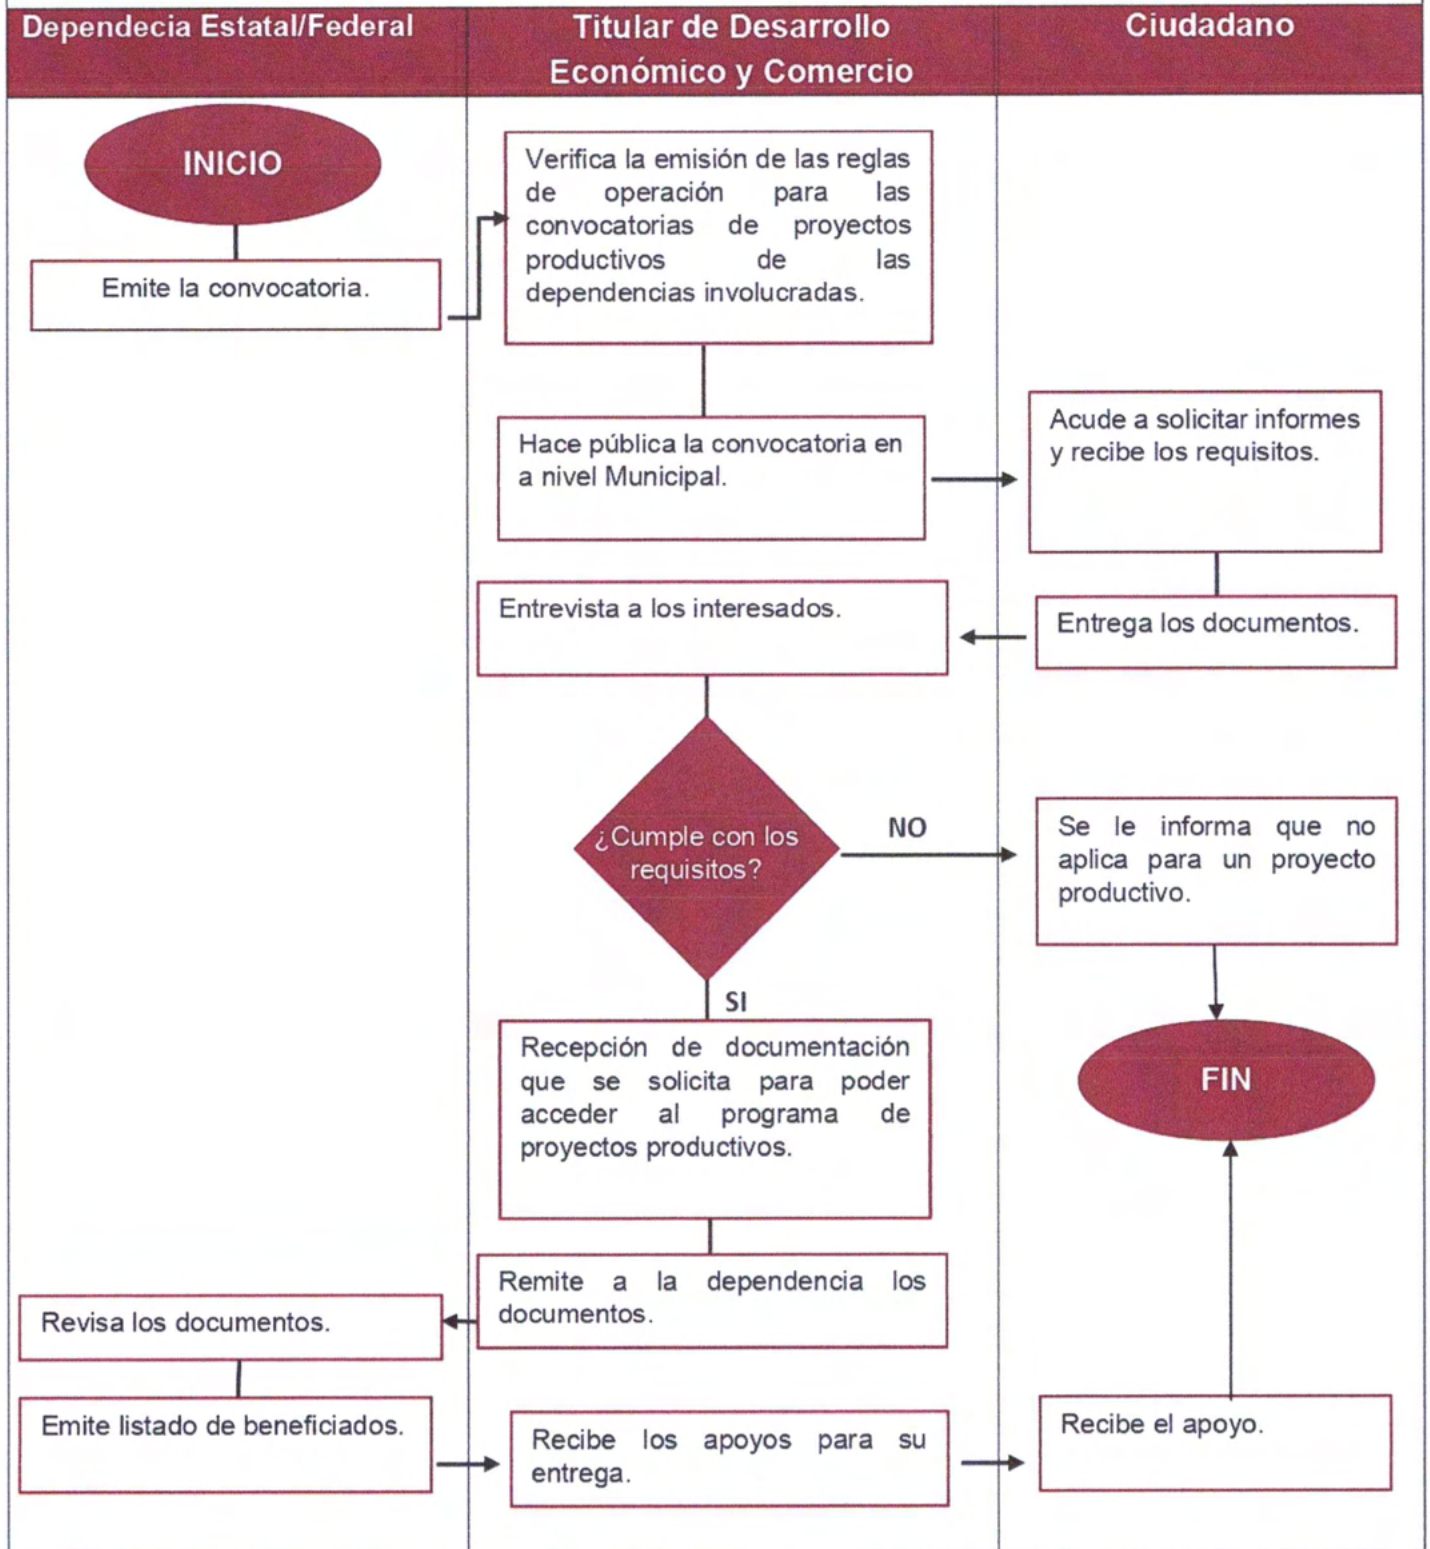 Dependecia Estatal/Federal
Titular de Desarrollo
Económico y Comercio
Ciudadano
INICIO
Emite la convocatoria.
Verifica la emisión de las reglas
de operación para las
convocatorias de proyectos
productivos de las
dependencias involucradas.
Hace pública la convocatoria en
a nivel Municipal.
Acude a solicitar informes
y recibe los requisitos.
Entrega los documentos.
Entrevista a los interesados.
¿Cumple con los
requisitos?
NO
Se le informa que no
aplica para un proyecto
productivo.
SI
Recepción de documentación
que se solicita para poder
acceder al programa de
proyectos productivos.
FIN
Remite a la dependencia los
documentos.
Revisa los documentos.
Emite listado de beneficiados.
Recibe los apoyos para su
entrega.
Recibe el apoyo.